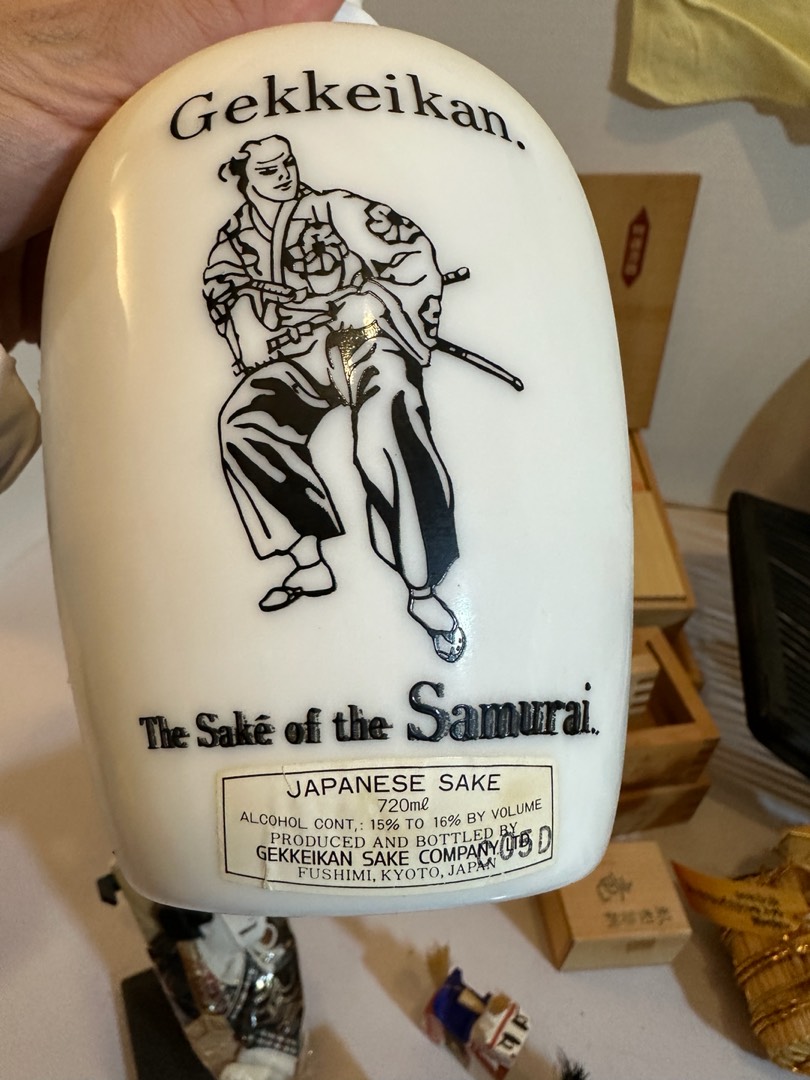 Gekkeikan.
The Saké of the Samurai.
JAPANESE SAKE
720ml
ALCOHOL CONT,: 15% TO 16% BY VOLUME
PRODUCED AND BOTTLED BY
GEKKEIKAN SAKE COMPANY, LTD.
FUSHIMI, KYOTO, JAPAN
C05D